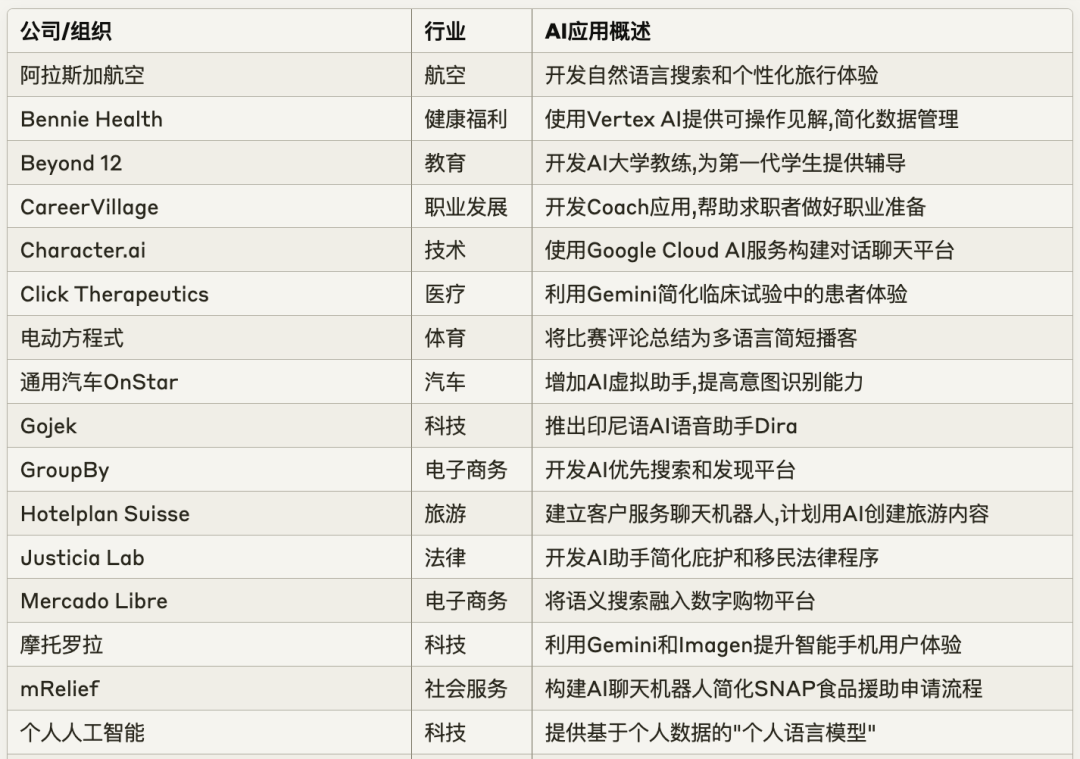 公司/组织 行业 AI应用概述
阿拉斯加航空 航空 开发自然语言搜索和个性化旅行体验
Bennie Health 健康福利 使用Vertex AI提供可操作见解,简化数据管理
Beyond 12 教育 开发AI大学教练,为第一代学生提供辅导
CareerVillage 职业发展 开发Coach应用,帮助求职者做好职业准备
Character.ai 技术 使用Google Cloud AI服务构建对话聊天平台
Click Therapeutics 医疗 利用Gemini简化临床试验中的患者体验
电动方程式 体育 将比赛评论总结为多语言简短播客
通用汽车OnStar 汽车 增加AI虚拟助手,提高意图识别能力
Gojek 科技 推出印尼语AI语音助手Dira
GroupBy 电子商务 开发AI优先搜索和发现平台
Hotelplan Suisse 旅游 建立客户服务聊天机器人,计划用AI创建旅游内容
Justicia Lab 法律 开发AI助手简化庇护和移民法律程序
Mercado Libre 电子商务 将语义搜索融入数字购物平台
摩托罗拉 科技 利用Gemini和Imagen提升智能手机用户体验
mRelief 社会服务 构建AI聊天机器人简化SNAP食品援助申请流程
个人人工智能 科技 提供基于个人数据的"个人语言模型"